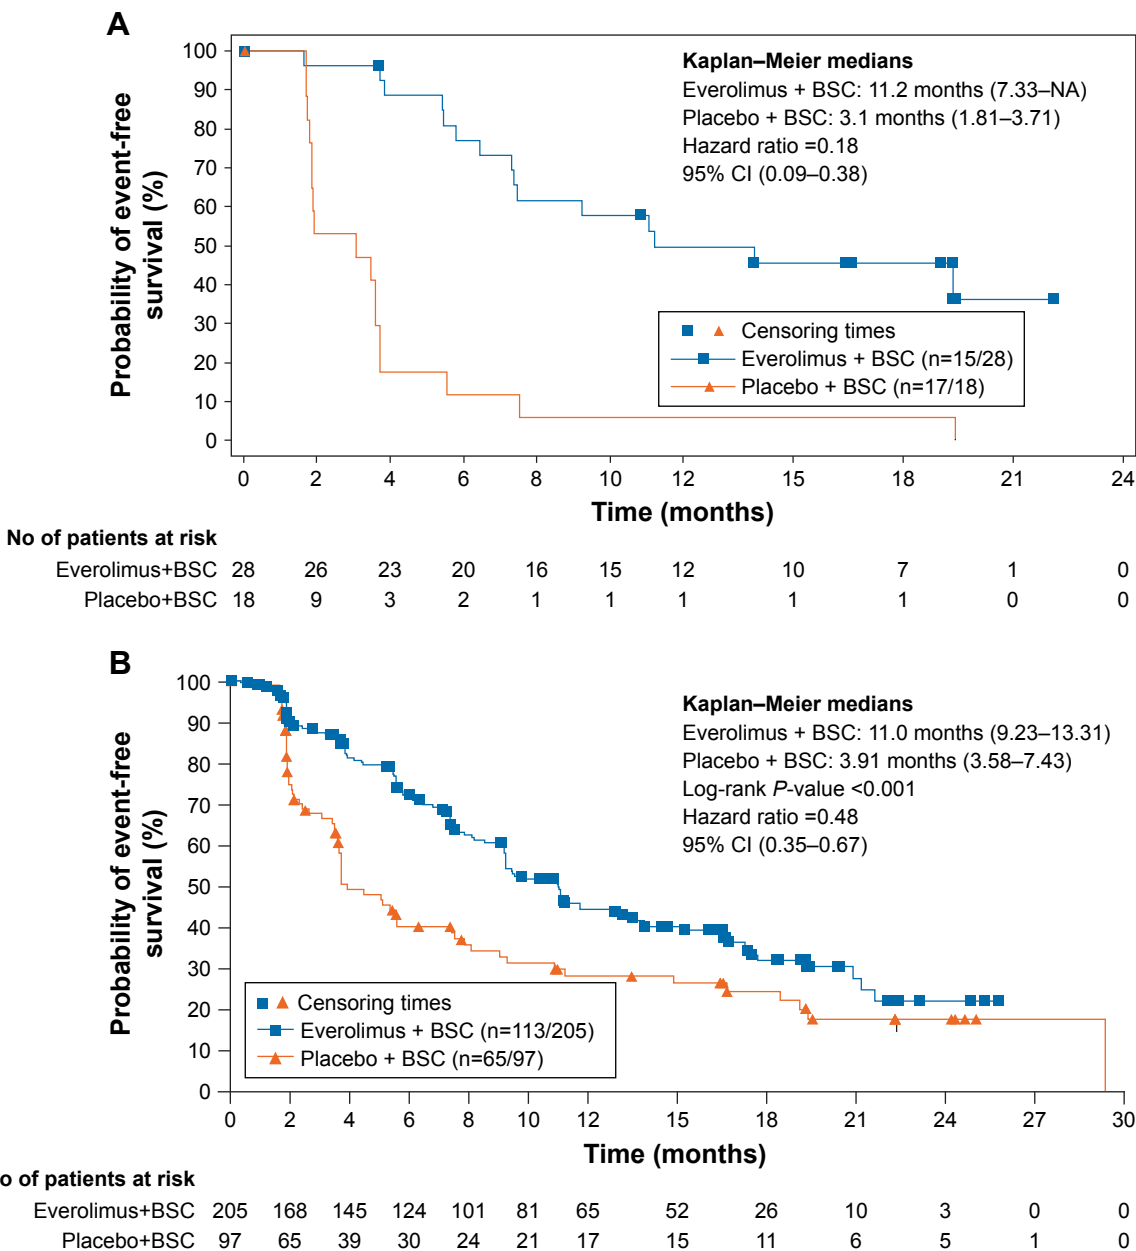 A
Kaplan–Meier medians
Everolimus + BSC: 11.2 months (7.33–NA)
Placebo + BSC: 3.1 months (1.81–3.71)
Hazard ratio =0.18
95% CI (0.09–0.38)
Probability of event-free
survival (%)
100
90
80
70
60
50
40
30
20
10
0
Censoring times
Everolimus + BSC (n=15/28)
Placebo + BSC (n=17/18)
0 2 4 6 8 10 12 15 18 21 24
Time (months)
No of patients at risk
Everolimus+BSC 28 26 23 20 16 15 12 10 7 1 0
Placebo+BSC 18 9 3 2 1 1 1 1 1 0 0
B
Kaplan–Meier medians
Everolimus + BSC: 11.0 months (9.23–13.31)
Placebo + BSC: 3.91 months (3.58–7.43)
Log-rank P-value <0.001
Hazard ratio =0.48
95% CI (0.35–0.67)
Probability of event-free
survival (%)
100
90
80
70
60
50
40
30
20
10
0
Censoring times
Everolimus + BSC (n=113/205)
Placebo + BSC (n=65/97)
0 2 4 6 8 10 12 15 18 21 24 27 30
Time (months)
o of patients at risk
Everolimus+BSC 205 168 145 124 101 81 65 52 26 10 3 0 0
Placebo+BSC 97 65 39 30 24 21 17 15 11 6 5 1 0